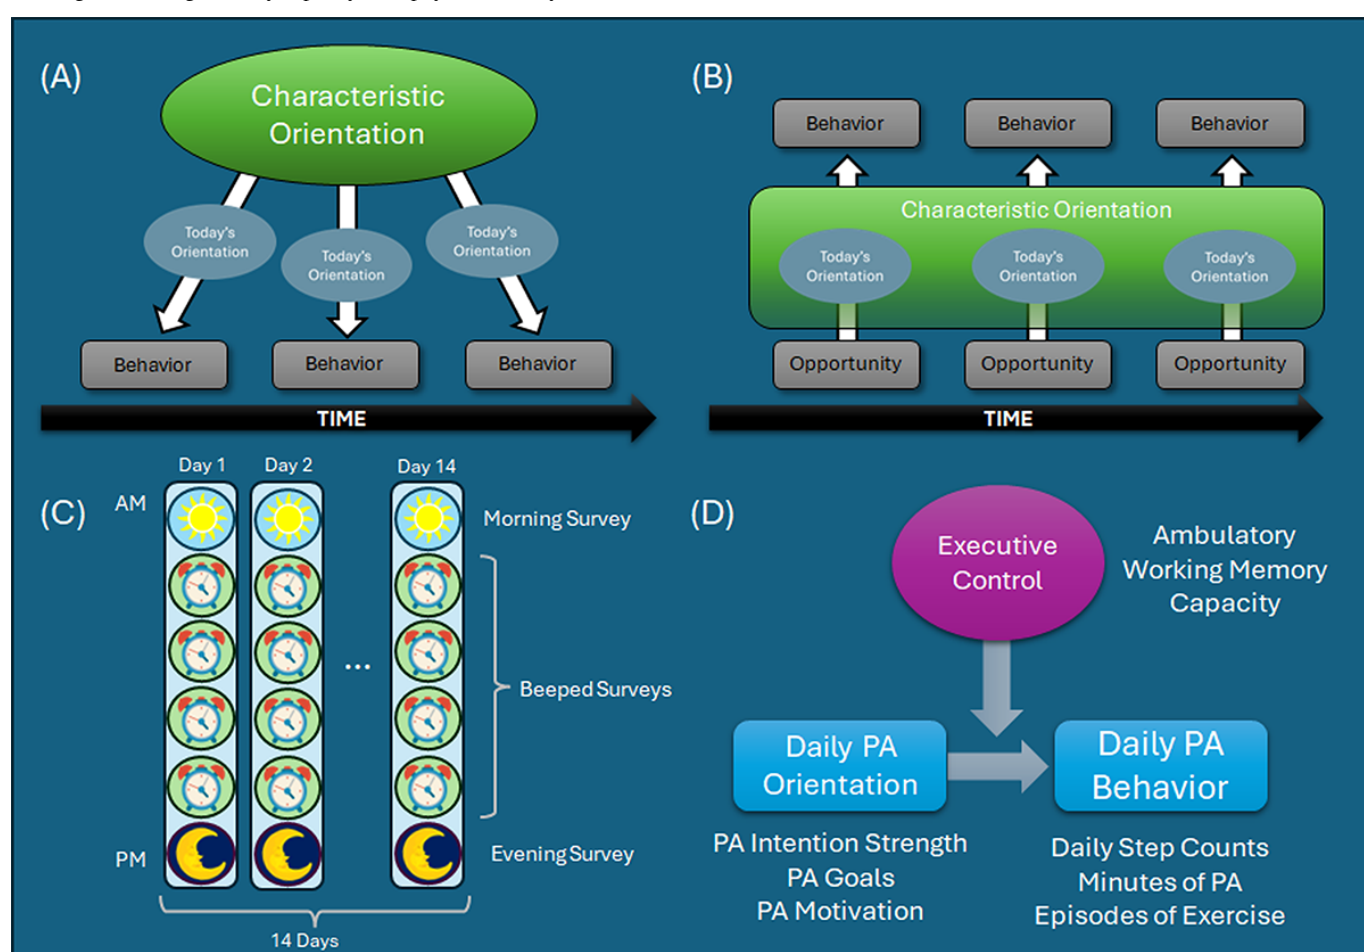 (A)
Characteristic
Orientation
Today's
Orientation
Today's
Orientation
Today's
Orientation
Behavior
Behavior
Behavior
TIME
(B)
Behavior
Behavior
Behavior
Characteristic Orientation
Today's
Orientation
Today's
Orientation
Today's
Orientation
Opportunity
Opportunity
Opportunity
TIME
(C)
Day 1
Day 2
Day 14
AM
Morning Survey
...
Beeped Surveys
PM
Evening Survey
14 Days
(D)
Executive
Control
Ambulatory
Working Memory
Capacity
Daily PA
Orientation
Daily PA
Behavior
PA Intention Strength
PA Goals
PA Motivation
Daily Step Counts
Minutes of PA
Episodes of Exercise